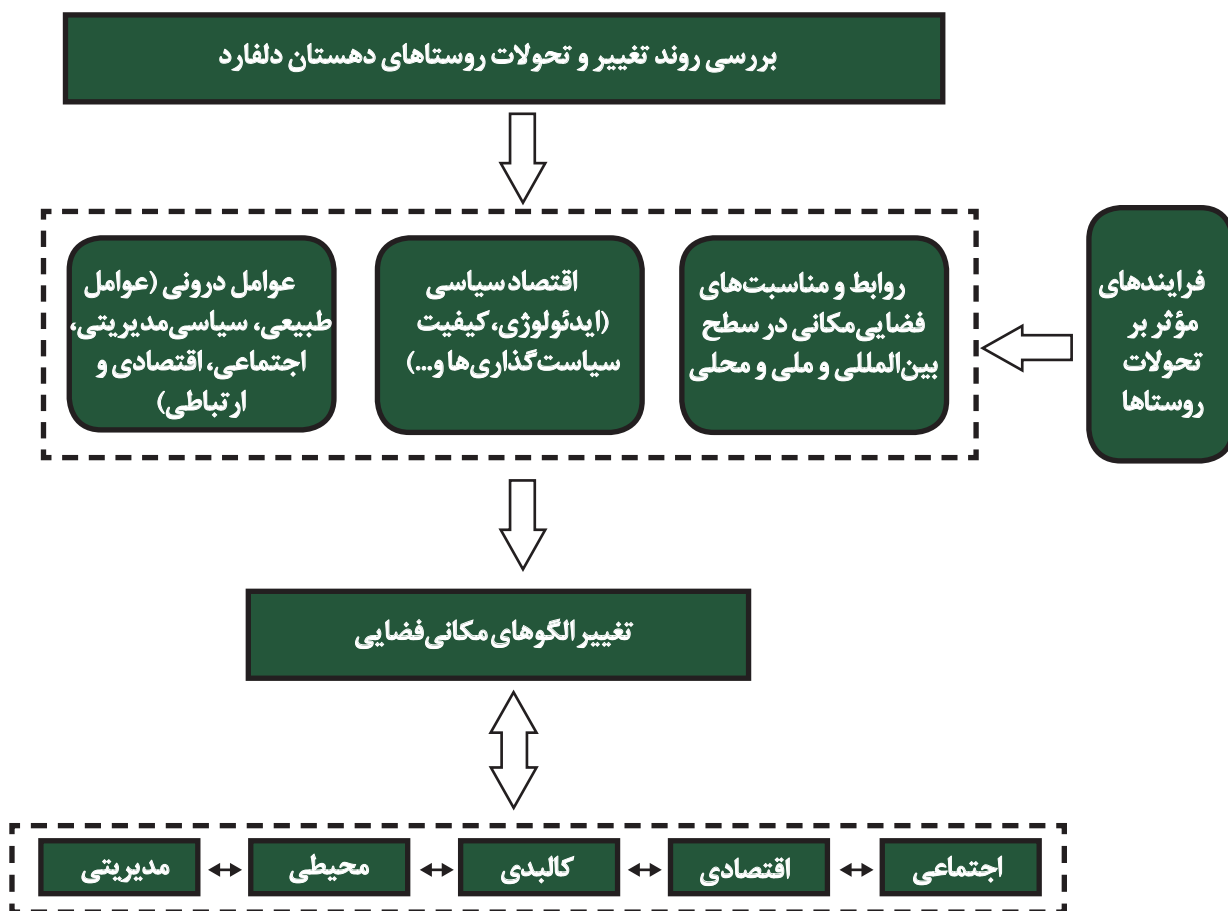 بررسی روند تغییر و تحولات روستاهای دهستان دلفارد
فرایندهای
مؤثر بر
تحولات
روستاها
روابط و مناسبت‌های
فضایی‌مکانی در سطح
بین‌المللی و ملی و محلی
اقتصاد سیاسی
(ایدئولوژی، کیفیت
سیاست‌گذاری‌ها و...)
عوامل درونی (عوامل
طبیعی، سیاسی‌مدیریتی،
اجتماعی، اقتصادی و
ارتباطی)
تغییر الگوهای مکانی‌فضایی
اجتماعی
اقتصادی
کالبدی
محیطی
مدیریتی